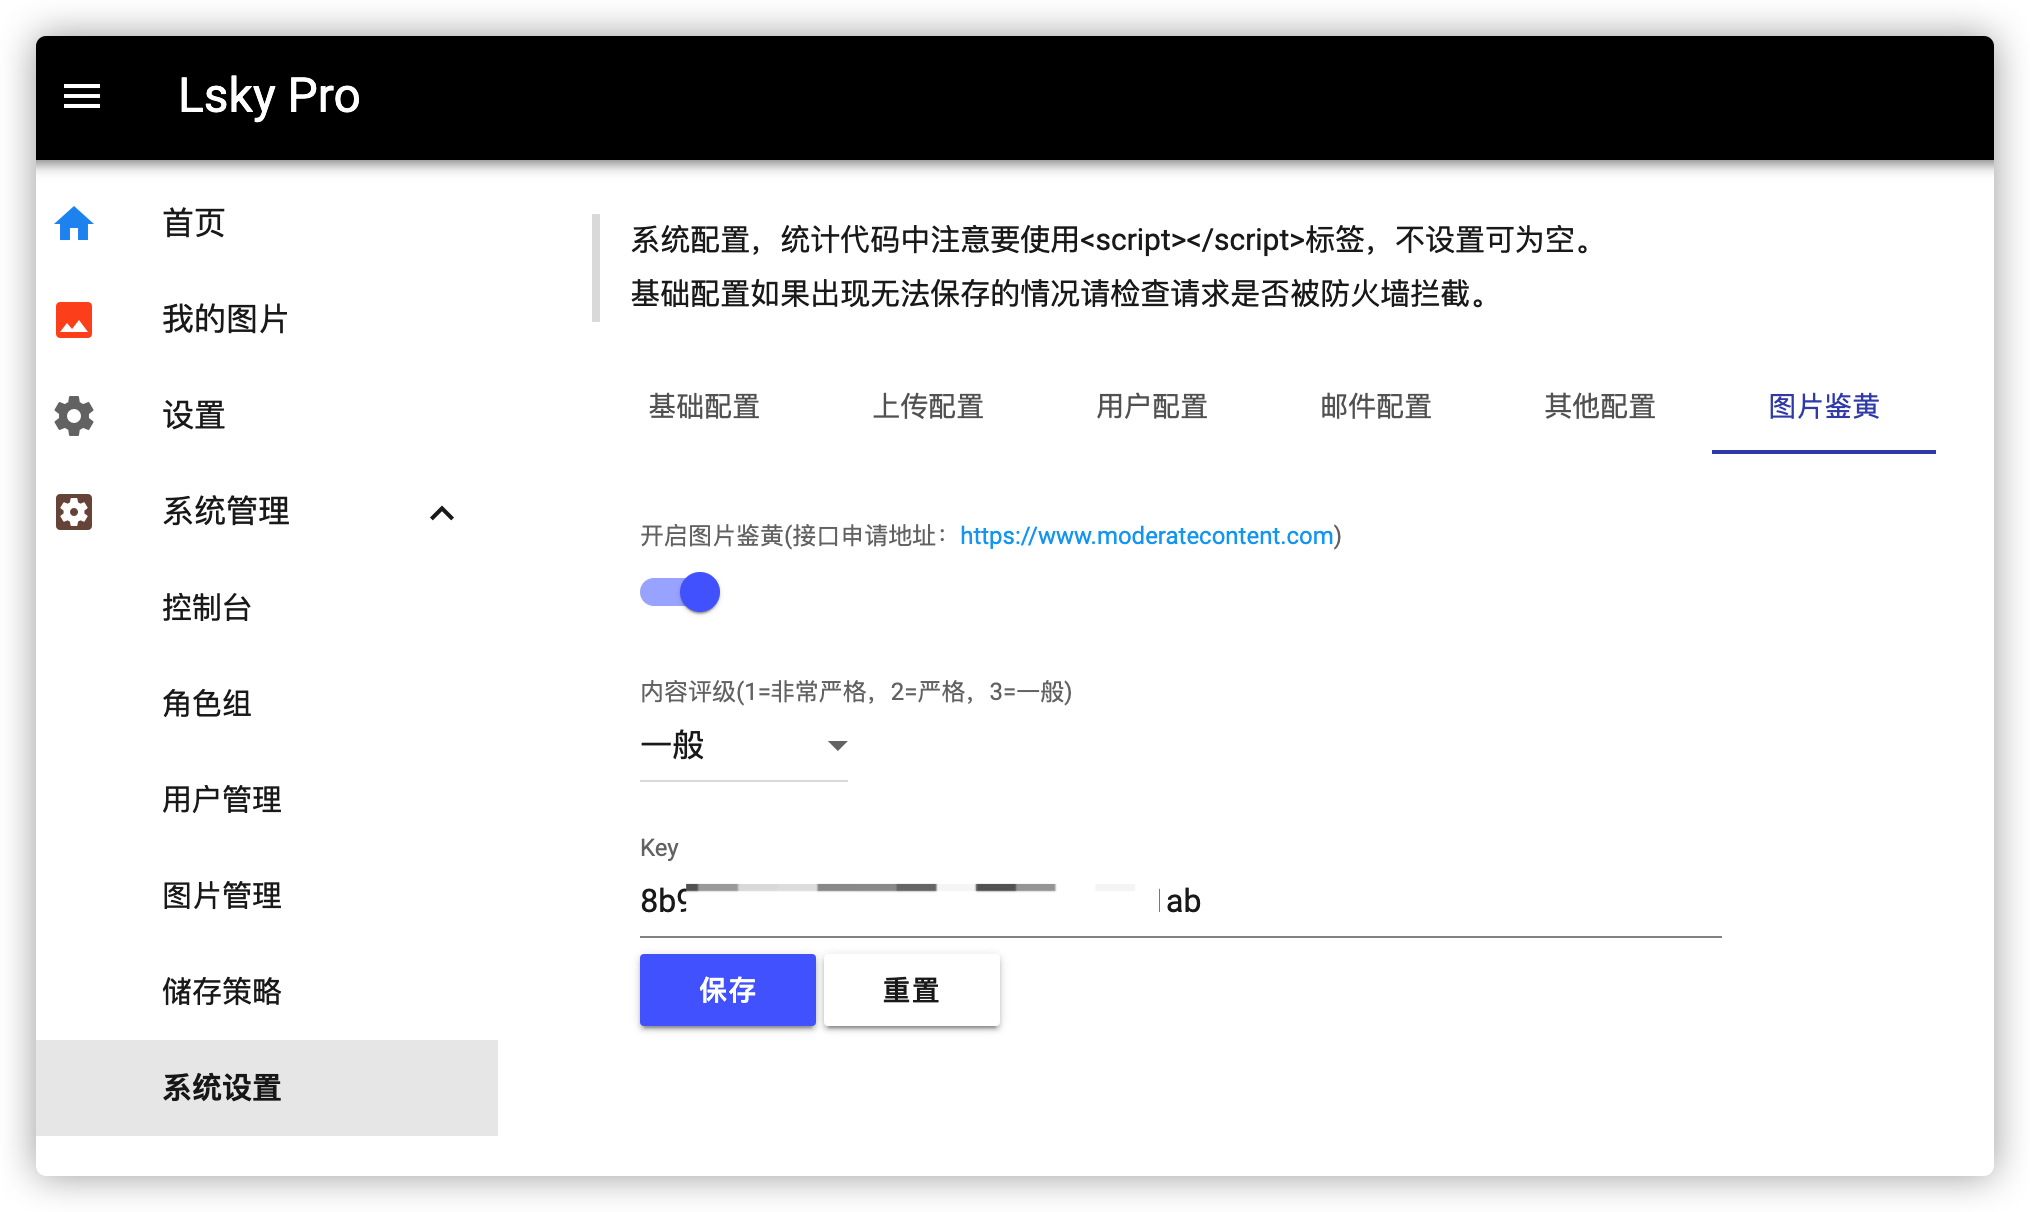 Lsky Pro
首页
我的图片
设置
系统管理
控制台
角色组
用户管理
图片管理
储存策略
系统设置
系统配置，统计代码中注意要使用<script></script>标签，不设置可为空。
基础配置如果出现无法保存的情况请检查请求是否被防火墙拦截。
基础配置 上传配置 用户配置 邮件配置 其他配置 图片鉴黄
开启图片鉴黄(接口申请地址：https://www.moderatecontent.com)
内容评级(1=非常严格，2=严格，3=一般)
一般
Key
8b9 ab
保存 重置